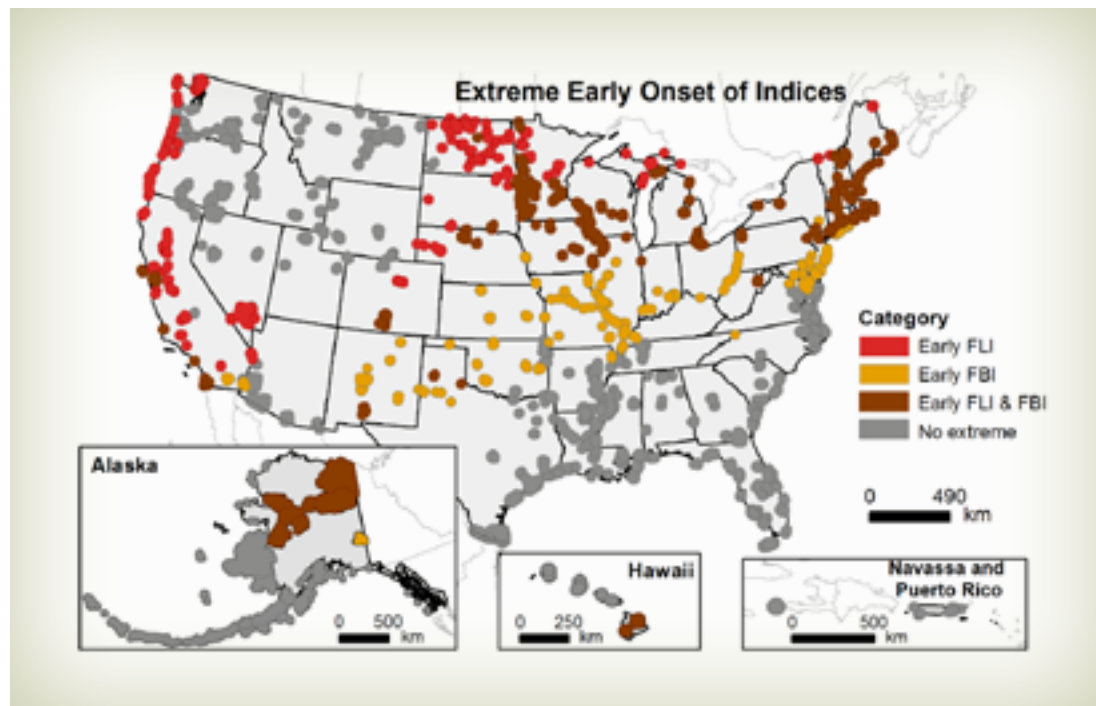 Extreme Early Onset of Indices
Category
Early FLI
Early FBI
Early FLI & FBI
No extreme
0 490
km
Alaska
0 500
km
Hawaii
0 250
km
Navassa and
Puerto Rico
0 500
km